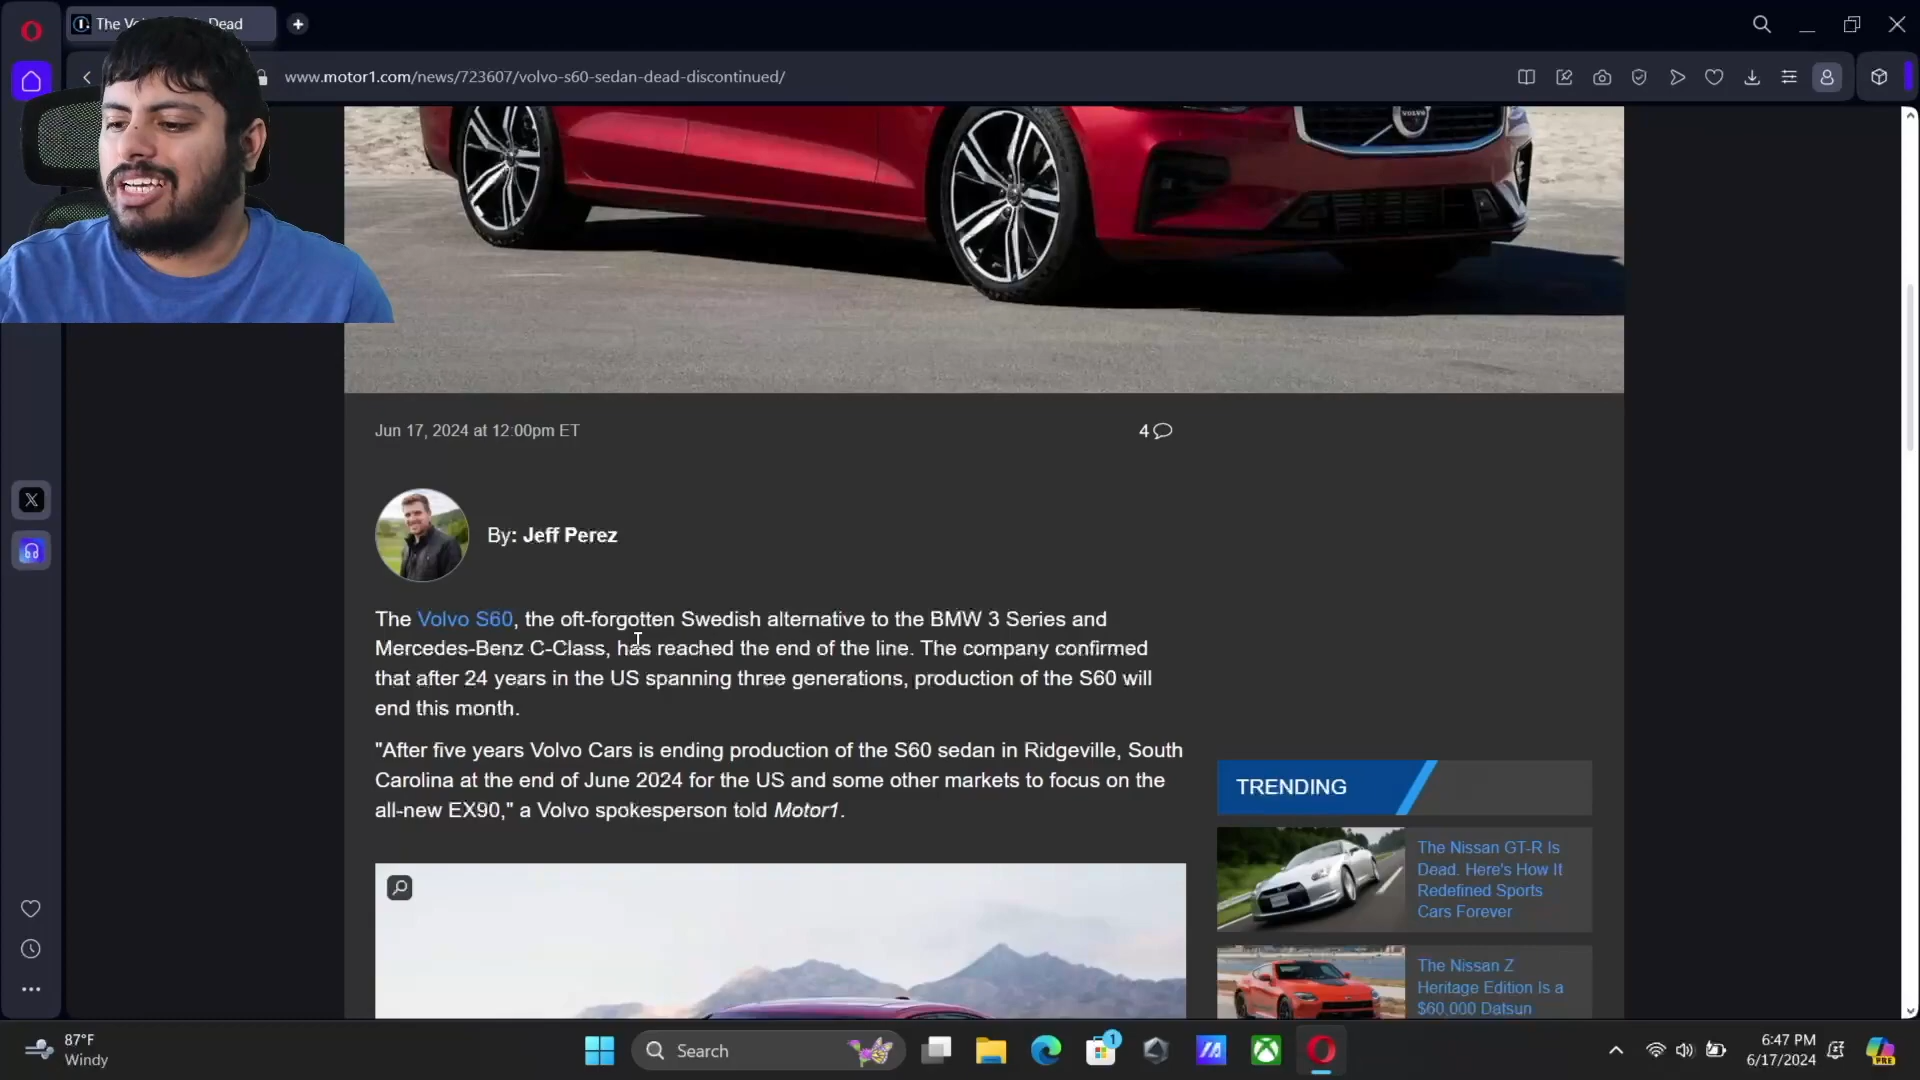 The Vo
Dead
www.motor1.com/news/723607/volvo-s60-sedan-dead-discontinued/
VOLVO
Jun 17, 2024 at 12:00pm ET
4
By: Jeff Perez
The Volvo S60, the oft-forgotten Swedish alternative to the BMW 3 Series and
Mercedes-Benz C-Class, has reached the end of the line. The company confirmed
that after 24 years in the US spanning three generations, production of the S60 will
end this month.
"After five years Volvo Cars is ending production of the S60 sedan in Ridgeville, South
Carolina at the end of June 2024 for the US and some other markets to focus on the
all-new EX90," a Volvo spokesperson told Motor1.
TRENDING
The Nissan GT-R Is
Dead. Here's How It
Redefined Sports
Cars Forever
The Nissan Z
Heritage Edition Is a
$60,000 Datsun
87°F
Windy
Search
1
6:47 PM
6/17/2024
PRE